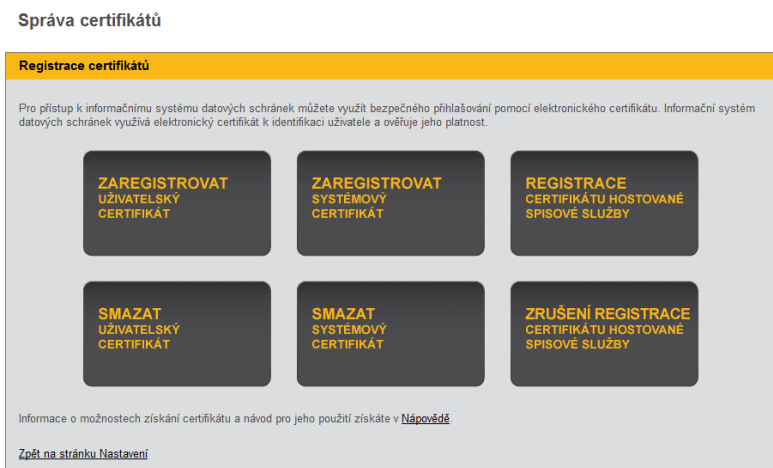 Správa certifikátů
Registrace certifikátů
Pro přístup k informačnímu systému datových schránek můžete využít bezpečného přihlašování pomocí elektronického certifikátu. Informační systém
datových schránek využívá elektronický certifikát k identifikaci uživatele a ověřuje jeho platnost.
ZAREGISTROVAT
UŽIVATELSKÝ
CERTIFIKÁT
ZAREGISTROVAT
SYSTÉMOVÝ
CERTIFIKÁT
REGISTRACE
CERTIFIKÁTU HOSTOVANÉ
SPISOVÉ SLUŽBY
SMAZAT
UŽIVATELSKÝ
CERTIFIKÁT
SMAZAT
SYSTÉMOVÝ
CERTIFIKÁT
ZRUŠENÍ REGISTRACE
CERTIFIKÁTU HOSTOVANÉ
SPISOVÉ SLUŽBY
Informace o možnostech získání certifikátu a návod pro jeho použití získáte v Nápovědě.
Zpět na stránku Nastavení